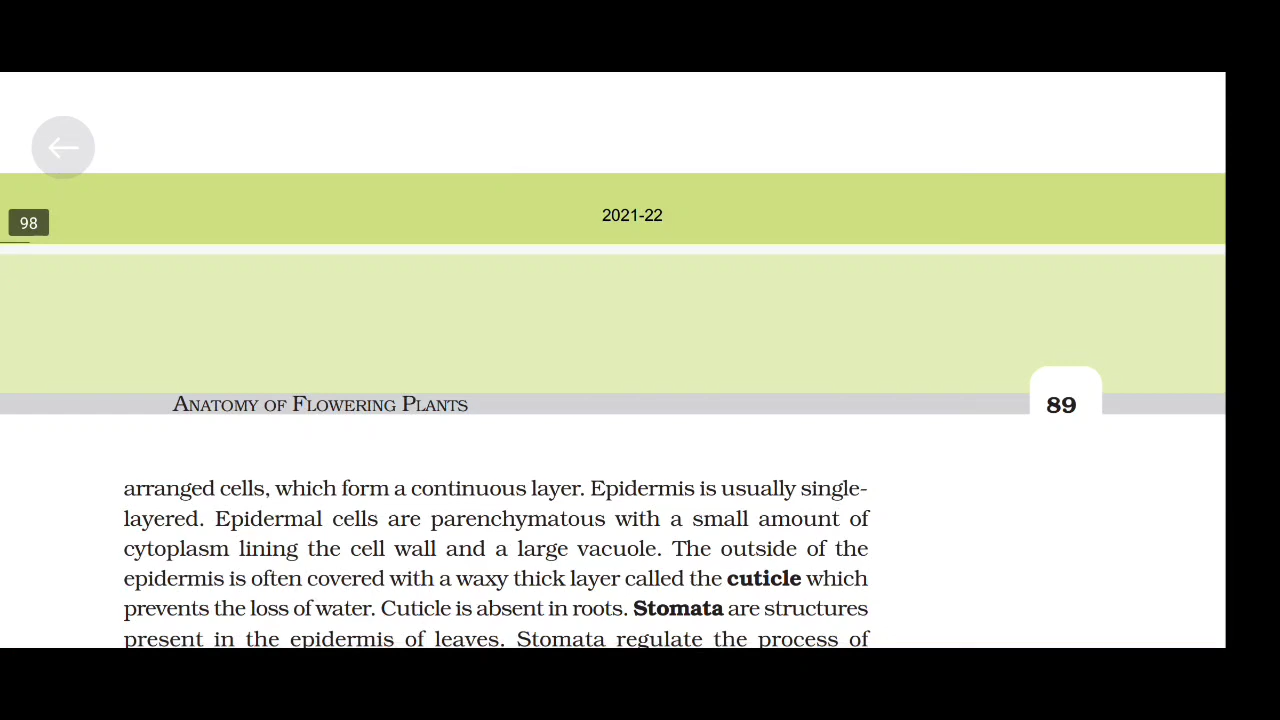 98
2021-22
ANATOMY OF FLOWERING PLANTS
89
arranged cells, which form a continuous layer. Epidermis is usually single-
layered. Epidermal cells are parenchymatous with a small amount of
cytoplasm lining the cell wall and a large vacuole. The outside of the
epidermis is often covered with a waxy thick layer called the cuticle which
prevents the loss of water. Cuticle is absent in roots. Stomata are structures
present in the epidermis of leaves. Stomata regulate the process of